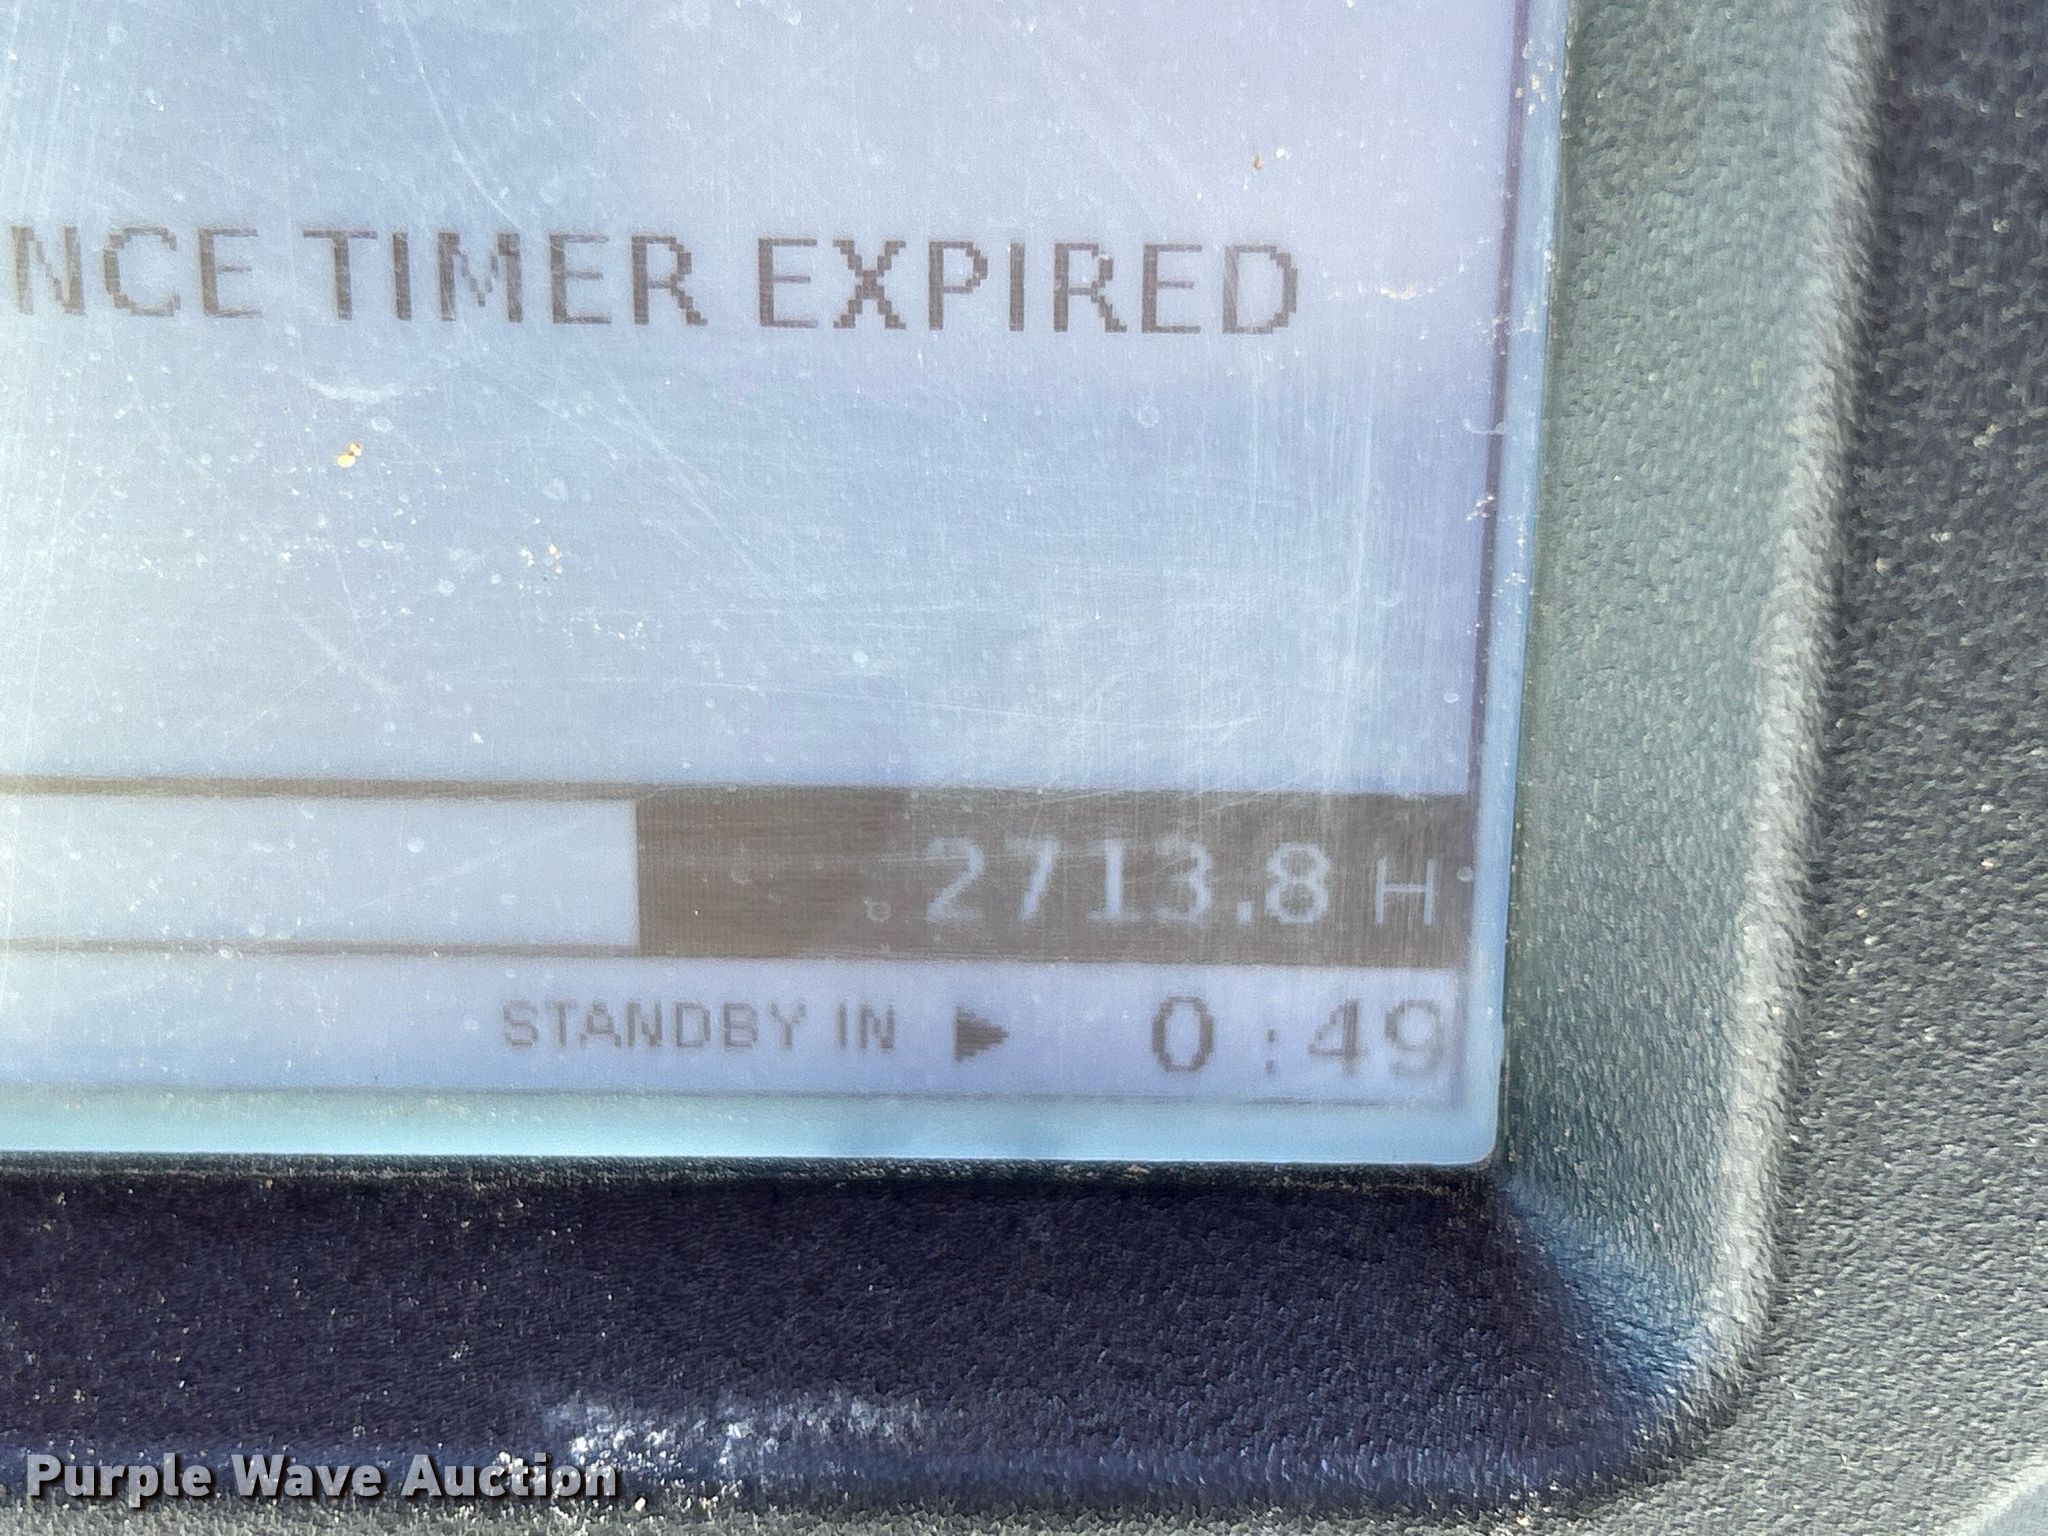 NCE TIMER EXPIRED
2713.8 H
STANDBY IN ▶ 0:49
Purple Wave Auction